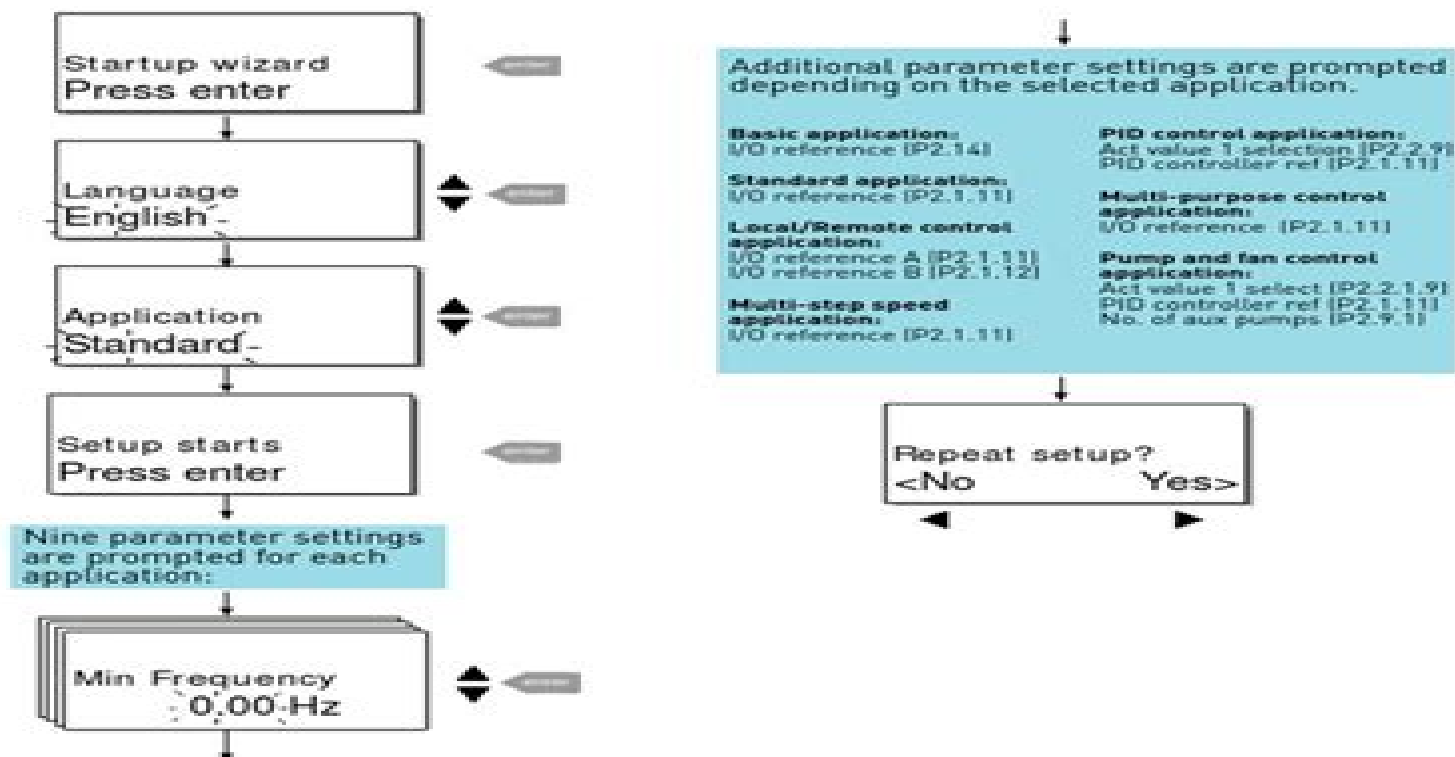 Startup wizard
Press enter
Language
English
Application
Standard
Setup starts
Press enter
Nine parameter settings
are prompted for each
application:
Min Frequency
0.00 Hz
Additional parameter settings are prompted
depending on the selected application.
Basic application:
I/O reference (P2.14)
Standard application:
I/O reference (P2.1.11)
Local/Remote control
application:
I/O reference A (P2.1.11)
I/O reference B (P2.1.12)
Multi-step speed
application:
I/O reference (P2.1.11)
PID control application:
Act value 1 selection (P2.2.9)
PID controller ref (P2.1.11)
Multi-purpose control
application:
I/O reference (P2.1.11)
Pump and fan control
application:
Act value 1 select (P2.2.1.9)
PID controller ref (P2.1.11)
No. of aux pumps (P2.9.1)
Repeat setup?
<No Yes>